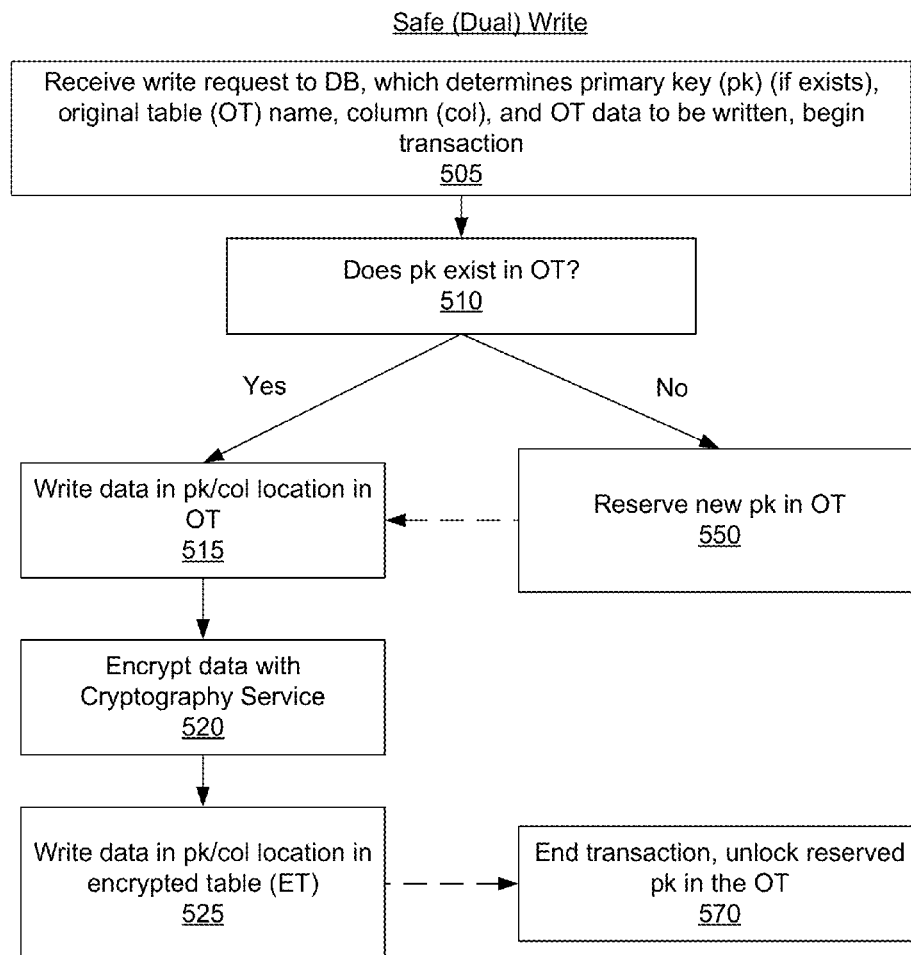 Safe (Dual) Write
Receive write request to DB, which determines primary key (pk) (if exists),
original table (OT) name, column (col), and OT data to be written, begin
transaction
505
Does pk exist in OT?
510
Yes
No
Write data in pk/col location in
OT
515
Reserve new pk in OT
550
Encrypt data with
Cryptography Service
520
Write data in pk/col location in
encrypted table (ET)
525
End transaction, unlock reserved
pk in the OT
570